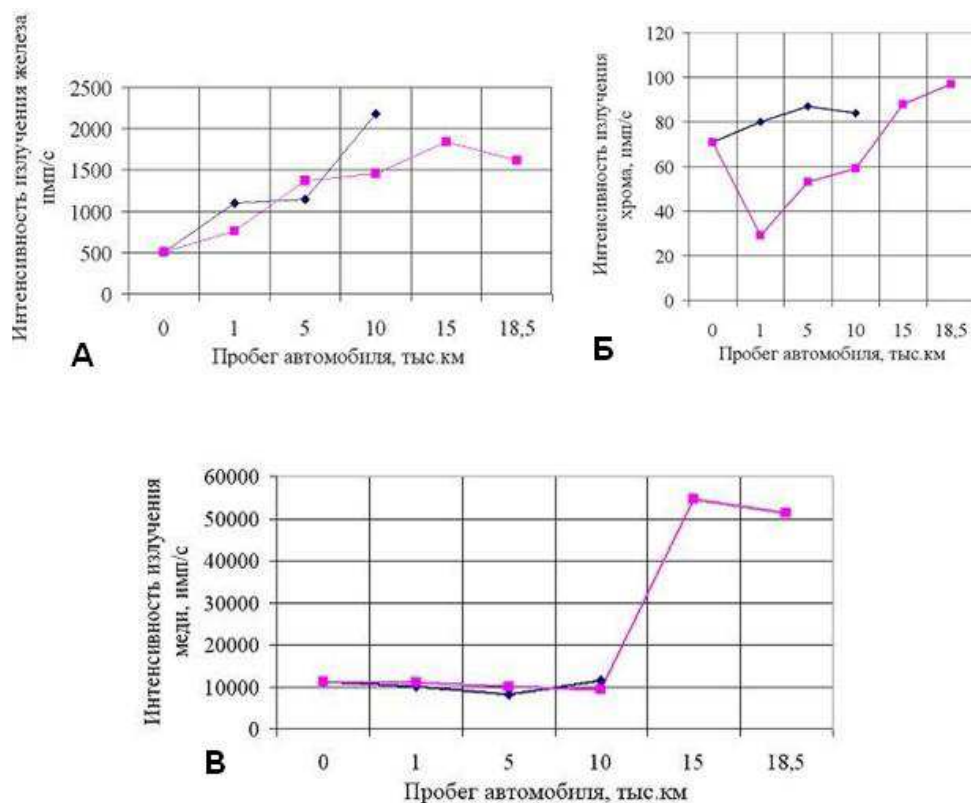 Интенсивность излучения железа
имп/с
2500
2000
1500
1000
500
0
0 1 5 10 15 18,5
Пробег автомобиля, тыс.км
А
Интенсивность излучения
хрома, имп/с
120
100
80
60
40
20
0
0 1 5 10 15 18,5
Пробег автомобиля, тыс.км
Б
Интенсивность излучения
меди, имп/с
60000
50000
40000
30000
20000
10000
0
0 1 5 10 15 18,5
Пробег автомобиля, тыс.км
В